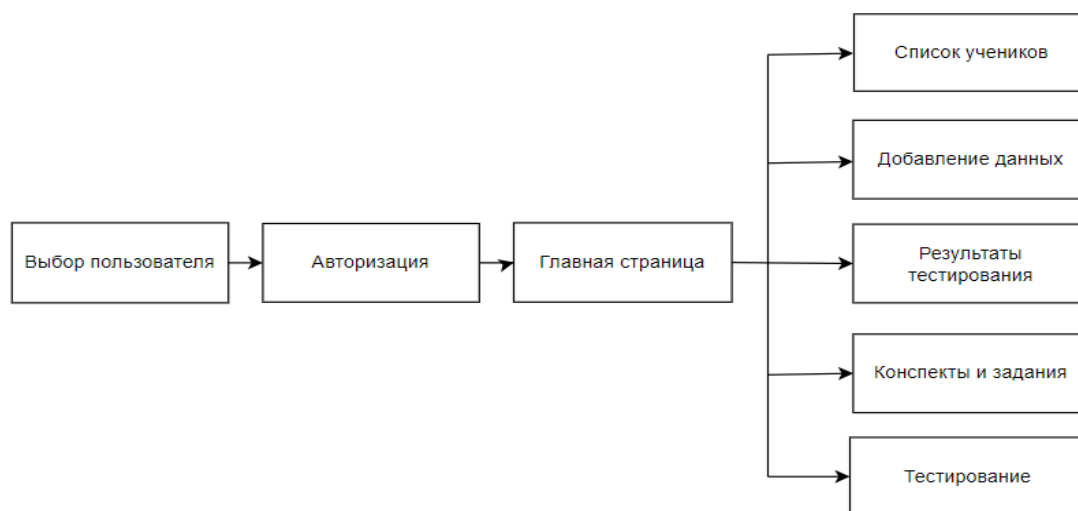 Список учеников
Добавление данных
Выбор пользователя
Авторизация
Главная страница
Результаты
тестирования
Конспекты и задания
Тестирование